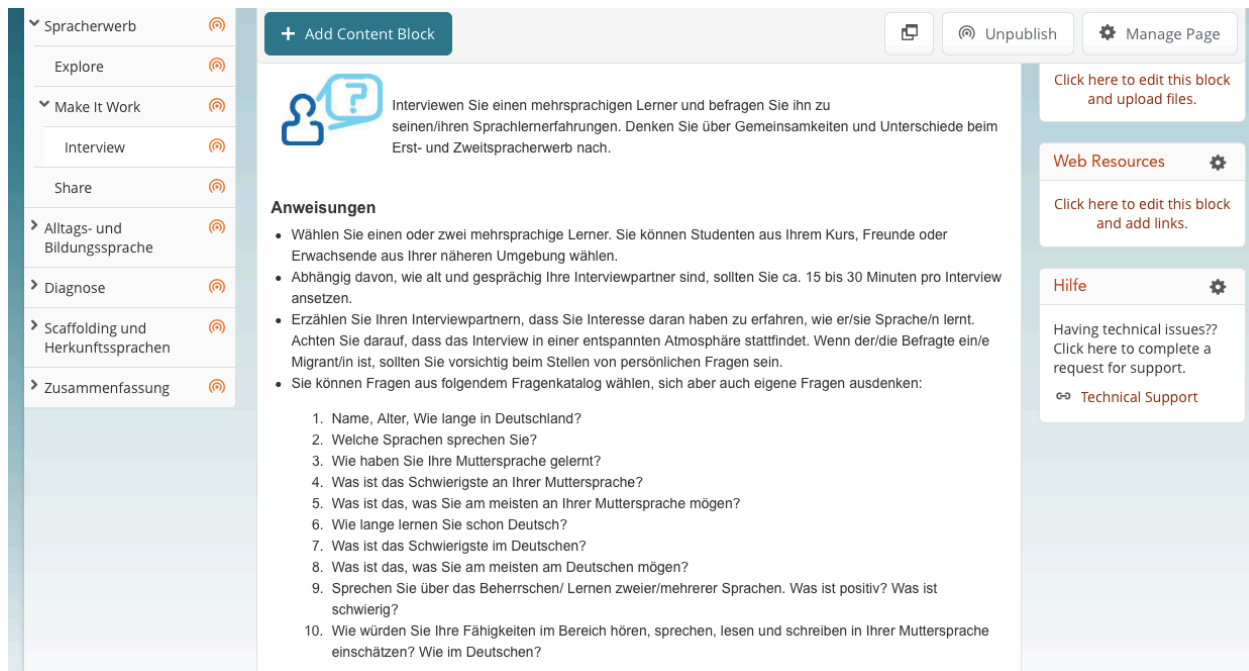 Spracherwerb
Explore
Make It Work
Interview
Share
Alltags- und
Bildungssprache
Diagnose
Scaffolding und
Herkunftssprachen
Zusammenfassung
+ Add Content Block
Unpublish
Manage Page
?
Interviewen Sie einen mehrsprachigen Lerner und befragen Sie ihn zu
seinen/ihren Sprachlernerfahrungen. Denken Sie über Gemeinsamkeiten und Unterschiede beim
Erst- und Zweitspracherwerb nach.
Anweisungen
• Wählen Sie einen oder zwei mehrsprachige Lerner. Sie können Studenten aus Ihrem Kurs, Freunde oder
Erwachsende aus Ihrer näheren Umgebung wählen.
• Abhängig davon, wie alt und gesprächig Ihre Interviewpartner sind, sollten Sie ca. 15 bis 30 Minuten pro Interview
ansetzen.
• Erzählen Sie Ihren Interviewpartnern, dass Sie Interesse daran haben zu erfahren, wie er/sie Sprache/n lernt.
Achten Sie darauf, dass das Interview in einer entspannten Atmosphäre stattfindet. Wenn der/die Befragte ein/e
Migrant/in ist, sollten Sie vorsichtig beim Stellen von persönlichen Fragen sein.
• Sie können Fragen aus folgendem Fragenkatalog wählen, sich aber auch eigene Fragen ausdenken:
1. Name, Alter, Wie lange in Deutschland?
2. Welche Sprachen sprechen Sie?
3. Wie haben Sie Ihre Muttersprache gelernt?
4. Was ist das Schwierigste an Ihrer Muttersprache?
5. Was ist das, was Sie am meisten an Ihrer Muttersprache mögen?
6. Wie lange lernen Sie schon Deutsch?
7. Was ist das Schwierigste im Deutschen?
8. Was ist das, was Sie am meisten am Deutschen mögen?
9. Sprechen Sie über das Beherrschen/ Lernen zweier/mehrerer Sprachen. Was ist positiv? Was ist
schwierig?
10. Wie würden Sie Ihre Fähigkeiten im Bereich hören, sprechen, lesen und schreiben in Ihrer Muttersprache
einschätzen? Wie im Deutschen?
Click here to edit this block
and upload files.
Web Resources
Click here to edit this block
and add links.
Hilfe
Having technical issues??
Click here to complete a
request for support.
Technical Support